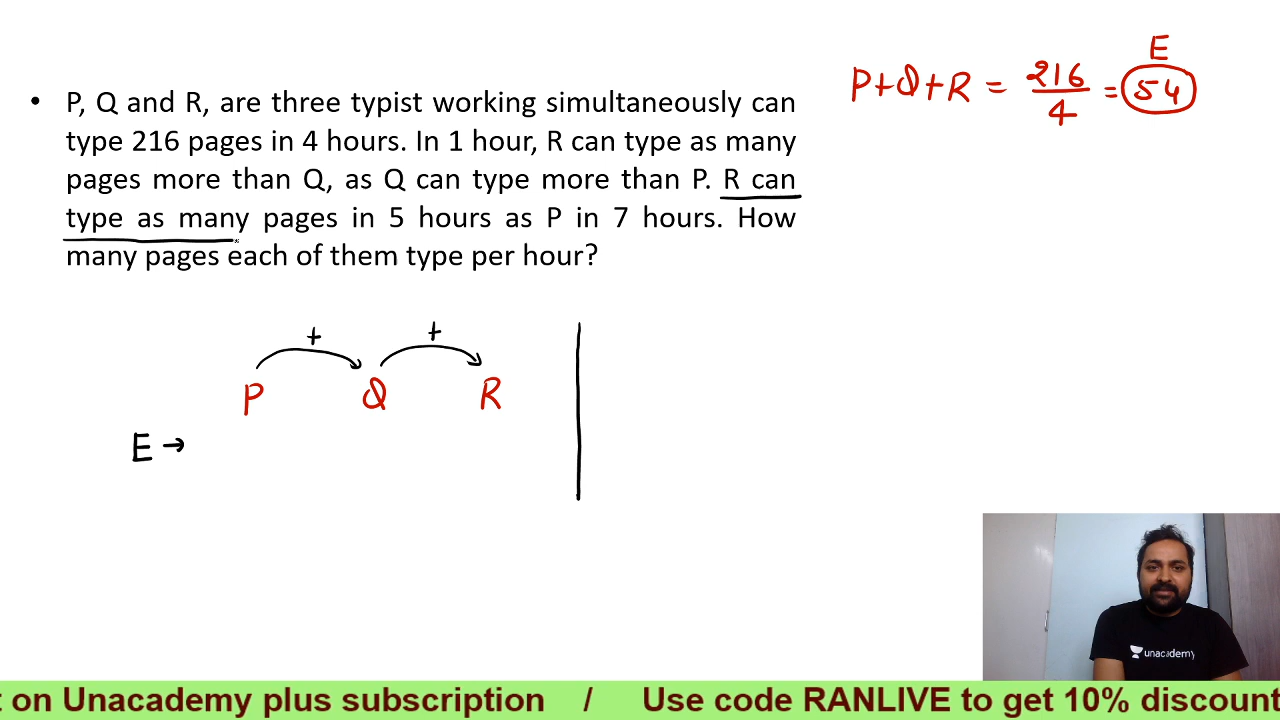 E
P+Q+R = 216/4 = 54
• P, Q and R, are three typist working simultaneously can
type 216 pages in 4 hours. In 1 hour, R can type as many
pages more than Q, as Q can type more than P. R can
type as many pages in 5 hours as P in 7 hours. How
many pages each of them type per hour?
+ +
P Q R
E →
unacademy
t on Unacademy plus subscription / Use code RANLIVE to get 10% discount